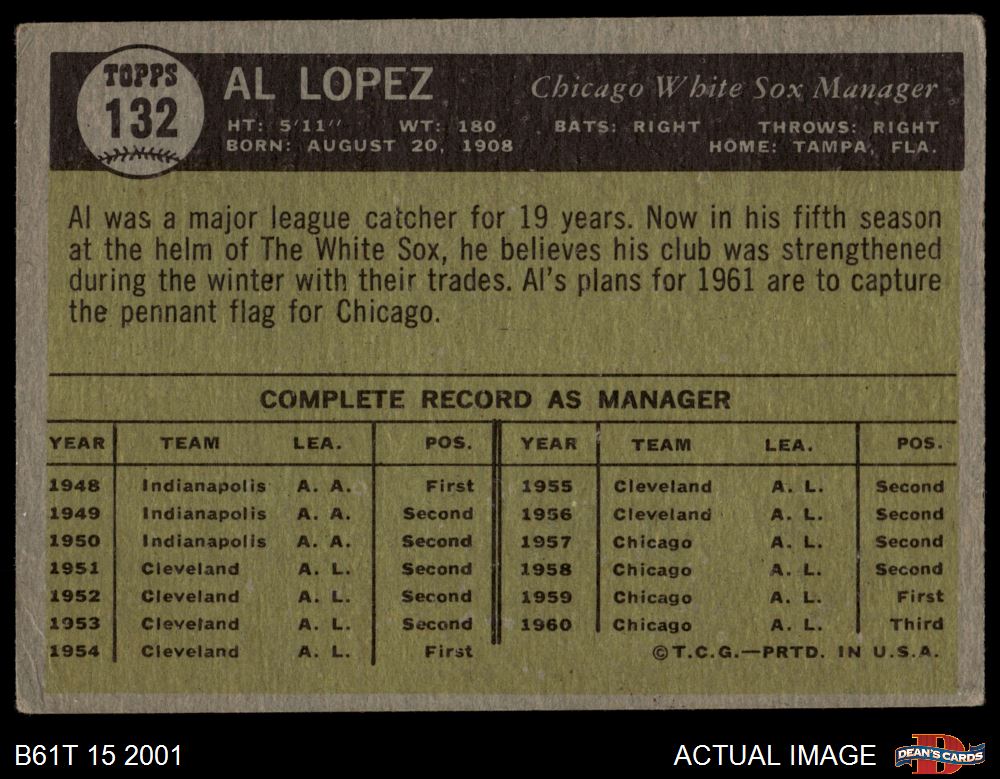 TOPPS
132
AL LOPEZ
Chicago White Sox Manager
HT: 5'11" WT: 180 BATS: RIGHT THROWS: RIGHT
BORN: AUGUST 20, 1908 HOME: TAMPA, FLA.
Al was a major league catcher for 19 years. Now in his fifth season
at the helm of The White Sox, he believes his club was strengthened
during the winter with their trades. Al's plans for 1961 are to capture
the pennant flag for Chicago.
COMPLETE RECORD AS MANAGER
YEAR TEAM LEA. POS. YEAR TEAM LEA. POS.
1948 Indianapolis A. A. First 1955 Cleveland A. L. Second
1949 Indianapolis A. A. Second 1956 Cleveland A. L. Second
1950 Indianapolis A. A. Second 1957 Chicago A. L. Second
1951 Cleveland A. L. Second 1958 Chicago A. L. Second
1952 Cleveland A. L. Second 1959 Chicago A. L. First
1953 Cleveland A. L. Second 1960 Chicago A. L. Third
1954 Cleveland A. L. First ©T.C.G.—PRTD. IN U.S.A.
B61T 15 2001 ACTUAL IMAGE DEAN'S CARDS